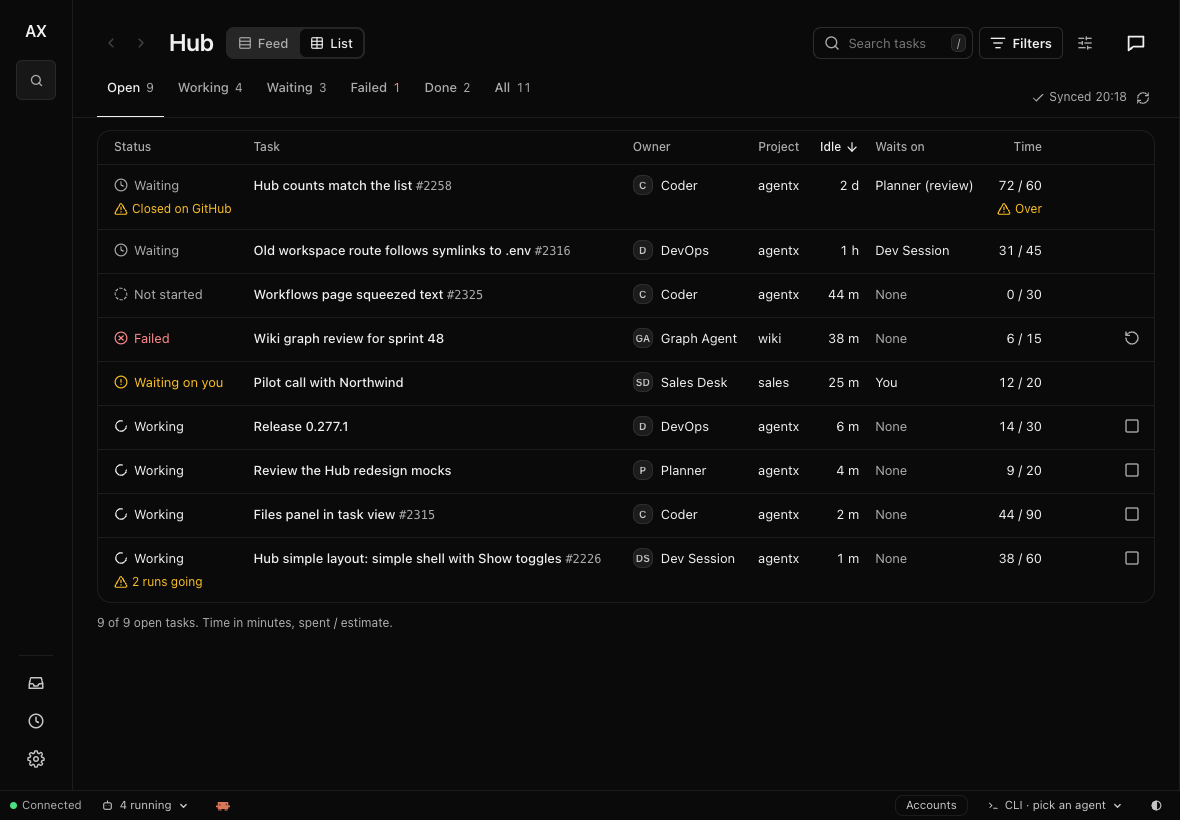 AX
Hub
Feed
List
Search tasks /
Filters
Open 9
Working 4
Waiting 3
Failed 1
Done 2
All 11
Synced 20:18
Status Task Owner Project Idle Waits on Time
Waiting Hub counts match the list #2258 C Coder agentx 2 d Planner (review) 72 / 60
Closed on GitHub Over
Waiting Old workspace route follows symlinks to .env #2316 D DevOps agentx 1 h Dev Session 31 / 45
Not started Workflows page squeezed text #2325 C Coder agentx 44 m None 0 / 30
Failed Wiki graph review for sprint 48 GA Graph Agent wiki 38 m None 6 / 15
Waiting on you Pilot call with Northwind SD Sales Desk sales 25 m You 12 / 20
Working Release 0.277.1 D DevOps agentx 6 m None 14 / 30
Working Review the Hub redesign mocks P Planner agentx 4 m None 9 / 20
Working Files panel in task view #2315 C Coder agentx 2 m None 44 / 90
Working Hub simple layout: simple shell with Show toggles #2226 DS Dev Session agentx 1 m None 38 / 60
2 runs going
9 of 9 open tasks. Time in minutes, spent / estimate.
Connected
4 running
Accounts
CLI · pick an agent